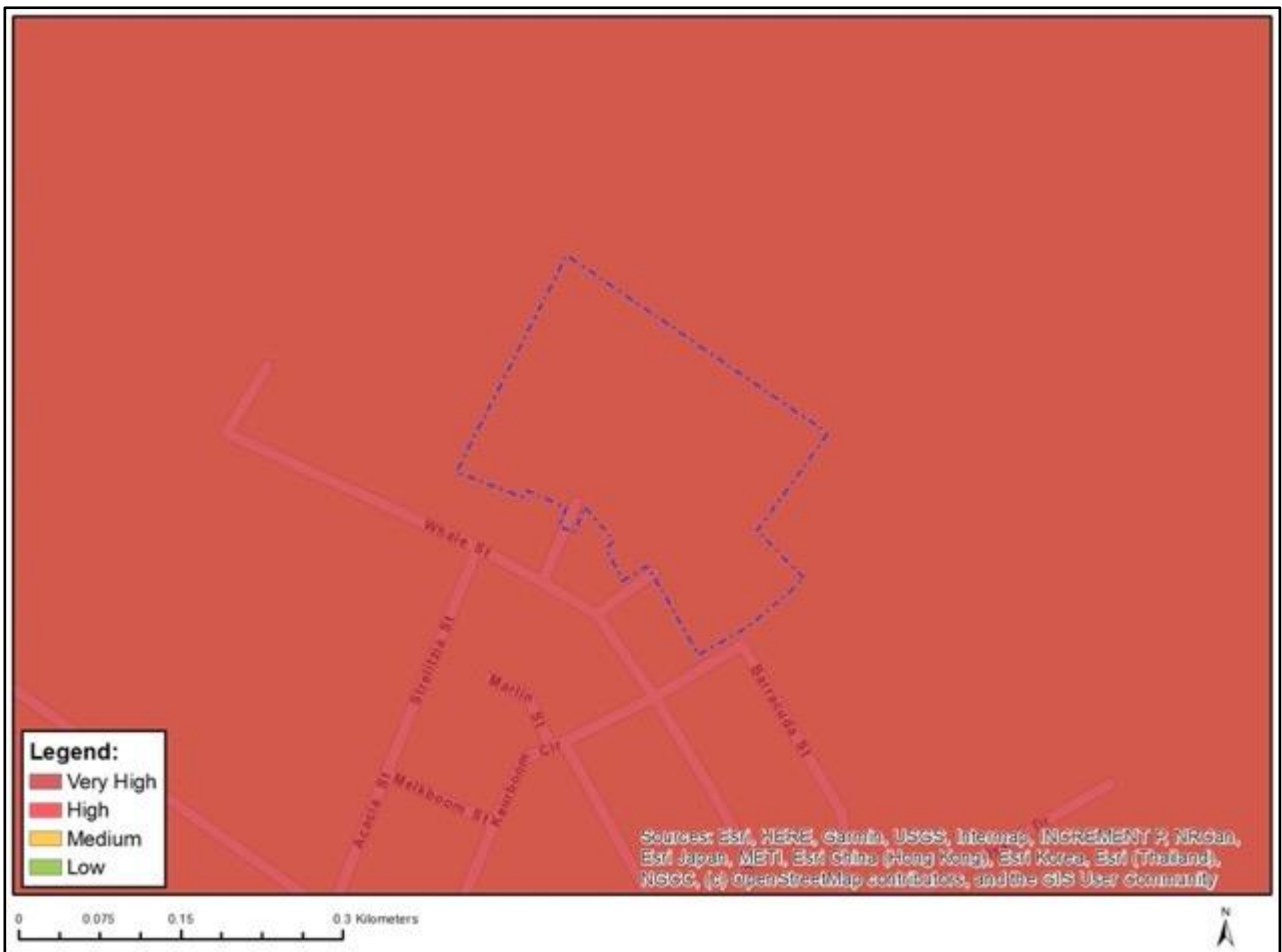 Whale St
Strelitzia St
Marlin St
Barracuda St
Cir
Keurboom
Melkboom St
Acacia St
Dr
Legend:
Very High
High
Medium
Low
Sources: Esri, HERE, Garmin, USGS, Intermap, INCREMENT P, NRCan,
Esri Japan, METI, Esri China (Hong Kong), Esri Korea, Esri (Thailand),
NGCC, (c) OpenStreetMap contributors, and the GIS User Community
0 0.075 0.15 0.3 Kilometers
N